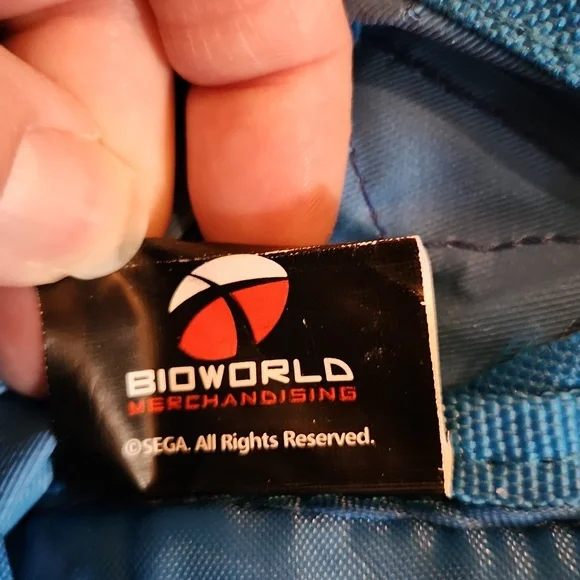 BIOWORLD
MERCHANDISING
©SEGA. All Rights Reserved.